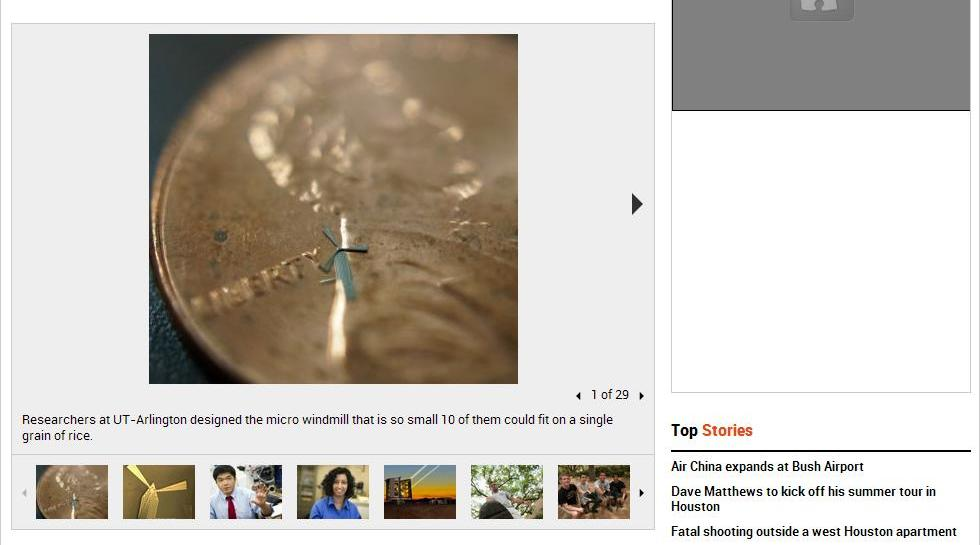 LIBERTY
1 of 29
Researchers at UT-Arlington designed the micro windmill that is so small 10 of them could fit on a single
grain of rice.
Top Stories
Air China expands at Bush Airport
Dave Matthews to kick off his summer tour in
Houston
Fatal shooting outside a west Houston apartment